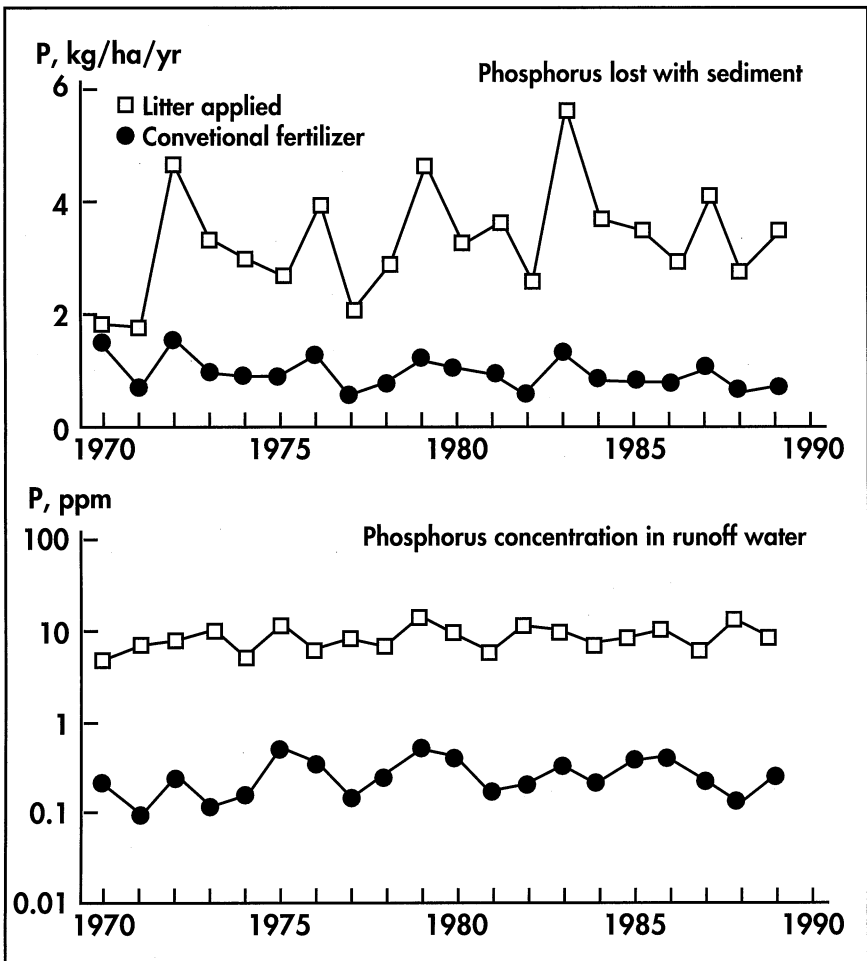 P, kg/ha/yr
Phosphorus lost with sediment
6
Litter applied
Convetional fertilizer
4
2
0
1970 1975 1980 1985 1990
P, ppm
100
Phosphorus concentration in runoff water
10
1
0.1
0.01
1970 1975 1980 1985 1990